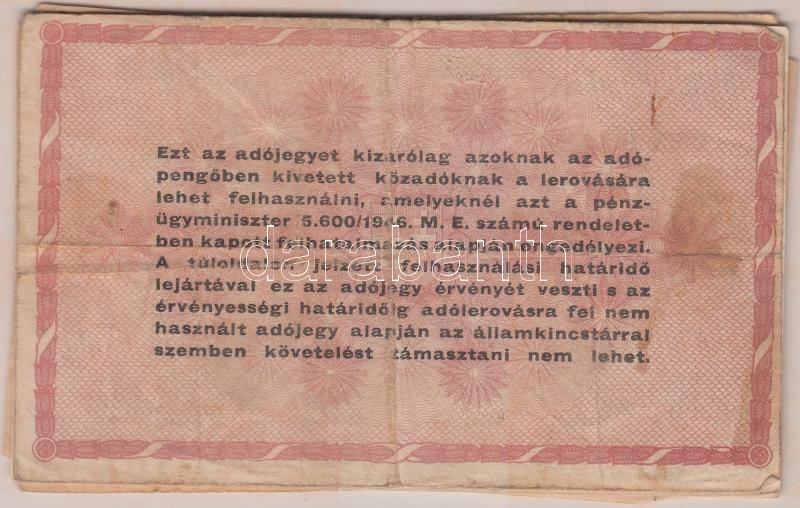 Ezt az adójegyet kizárólag azoknak az adó-
pengőben kivetett közadóknak a lerovására
lehet felhasználni, amelyeknél azt a pénz-
ügyminiszter 5.600/1946. M. E. számú rendelet-
ben kapott felhatalmazás alapján engedélyezi.
A túloldalon jelzett felhasználási határidő
lejártával ez az adójegy érvényét veszti s az
érvényességi határidőig adólerovásra fel nem
használt adójegy alapján az államkincstárral
szemben követelést támasztani nem lehet.
darabanth